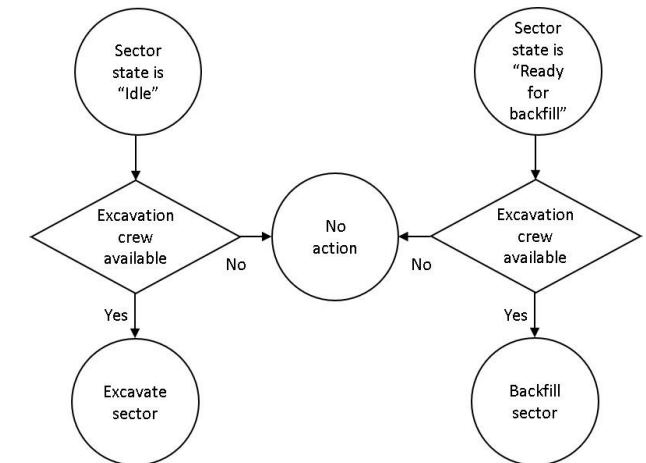 Sector
state is
“Idle”
Sector
state is
“Ready
for
backfill”
Excavation
crew
available
No
action
Excavation
crew
available
No
No
Yes
Yes
Excavate
sector
Backfill
sector